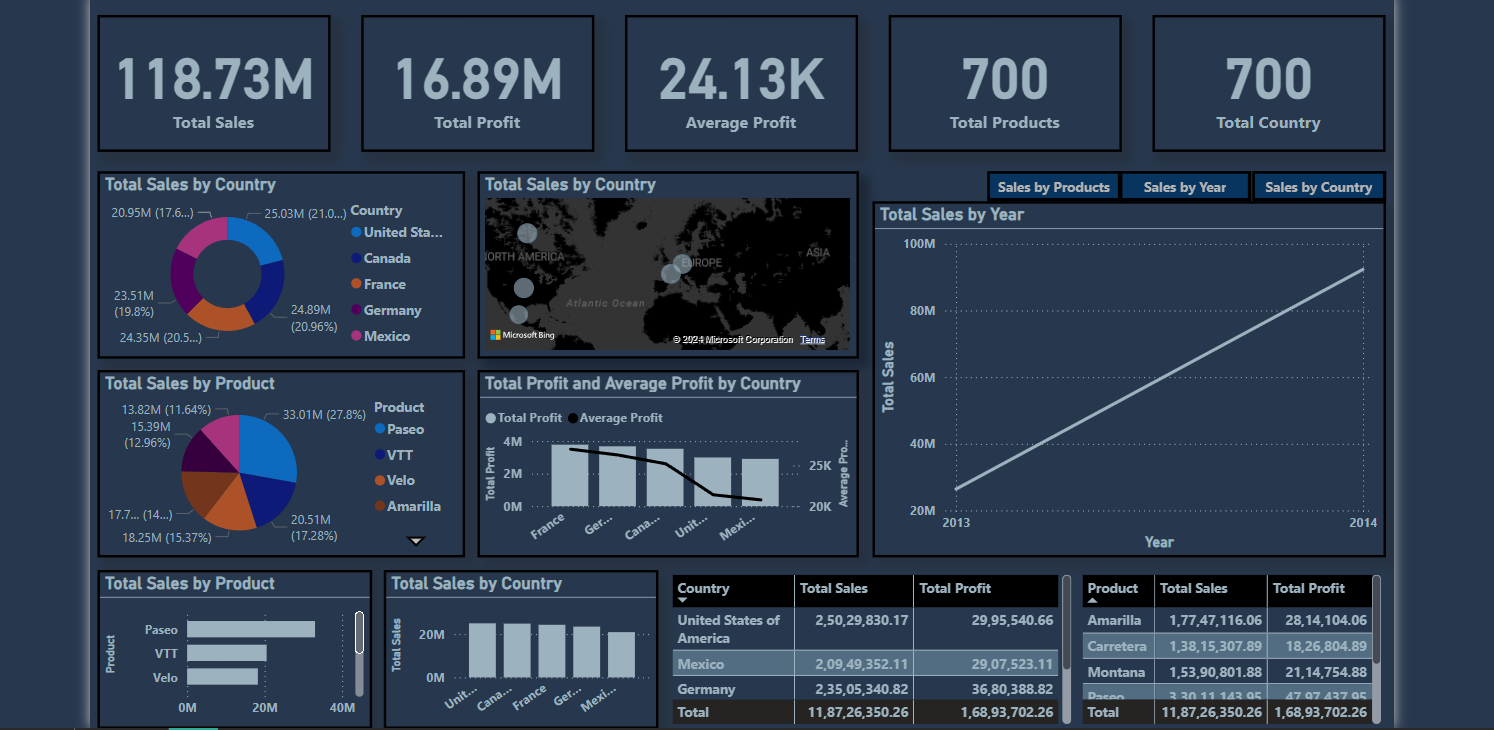 118.73M
Total Sales
16.89M
Total Profit
24.13K
Average Profit
700
Total Products
700
Total Country
Total Sales by Country
20.95M (17.6...)
25.03M (21.0...)
23.51M
(19.8%)
24.35M (20.5...)
24.89M
(20.96%)
Country
United Sta...
Canada
France
Germany
Mexico
Total Sales by Country
NORTH AMERICA
EUROPE
ASIA
Atlantic Ocean
Microsoft Bing
© 2024 Microsoft Corporation Terms
Sales by Products
Sales by Year
Sales by Country
Total Sales by Year
Total Sales
100M
80M
60M
40M
20M
2013
2014
Year
Total Sales by Product
13.82M (11.64%)
15.39M
(12.96%)
33.01M (27.8%)
17.7... (14...)
18.25M (15.37%)
20.51M
(17.28%)
Product
Paseo
VTT
Velo
Amarilla
Total Profit and Average Profit by Country
Total Profit
Average Profit
Total Profit
4M
2M
0M
25K
20K
Average Pro...
France
Ger...
Cana...
Unit...
Mexi...
Total Sales by Product
Product
Paseo
VTT
Velo
0M
20M
40M
Total Sales by Country
Total Sales
20M
0M
Unit...
Cana...
France
Ger...
Mexi...
Country Total Sales Total Profit
United States of America 2,50,29,830.17 29,95,540.66
Mexico 2,09,49,352.11 29,07,523.11
Germany 2,35,05,340.82 36,80,388.82
Total 11,87,26,350.26 1,68,93,702.26
Product Total Sales Total Profit
Amarilla 1,77,47,116.06 28,14,104.06
Carretera 1,38,15,307.89 18,26,804.89
Montana 1,53,90,801.88 21,14,754.88
Paseo 3,30,11,143.95 47,97,437.95
Total 11,87,26,350.26 1,68,93,702.26